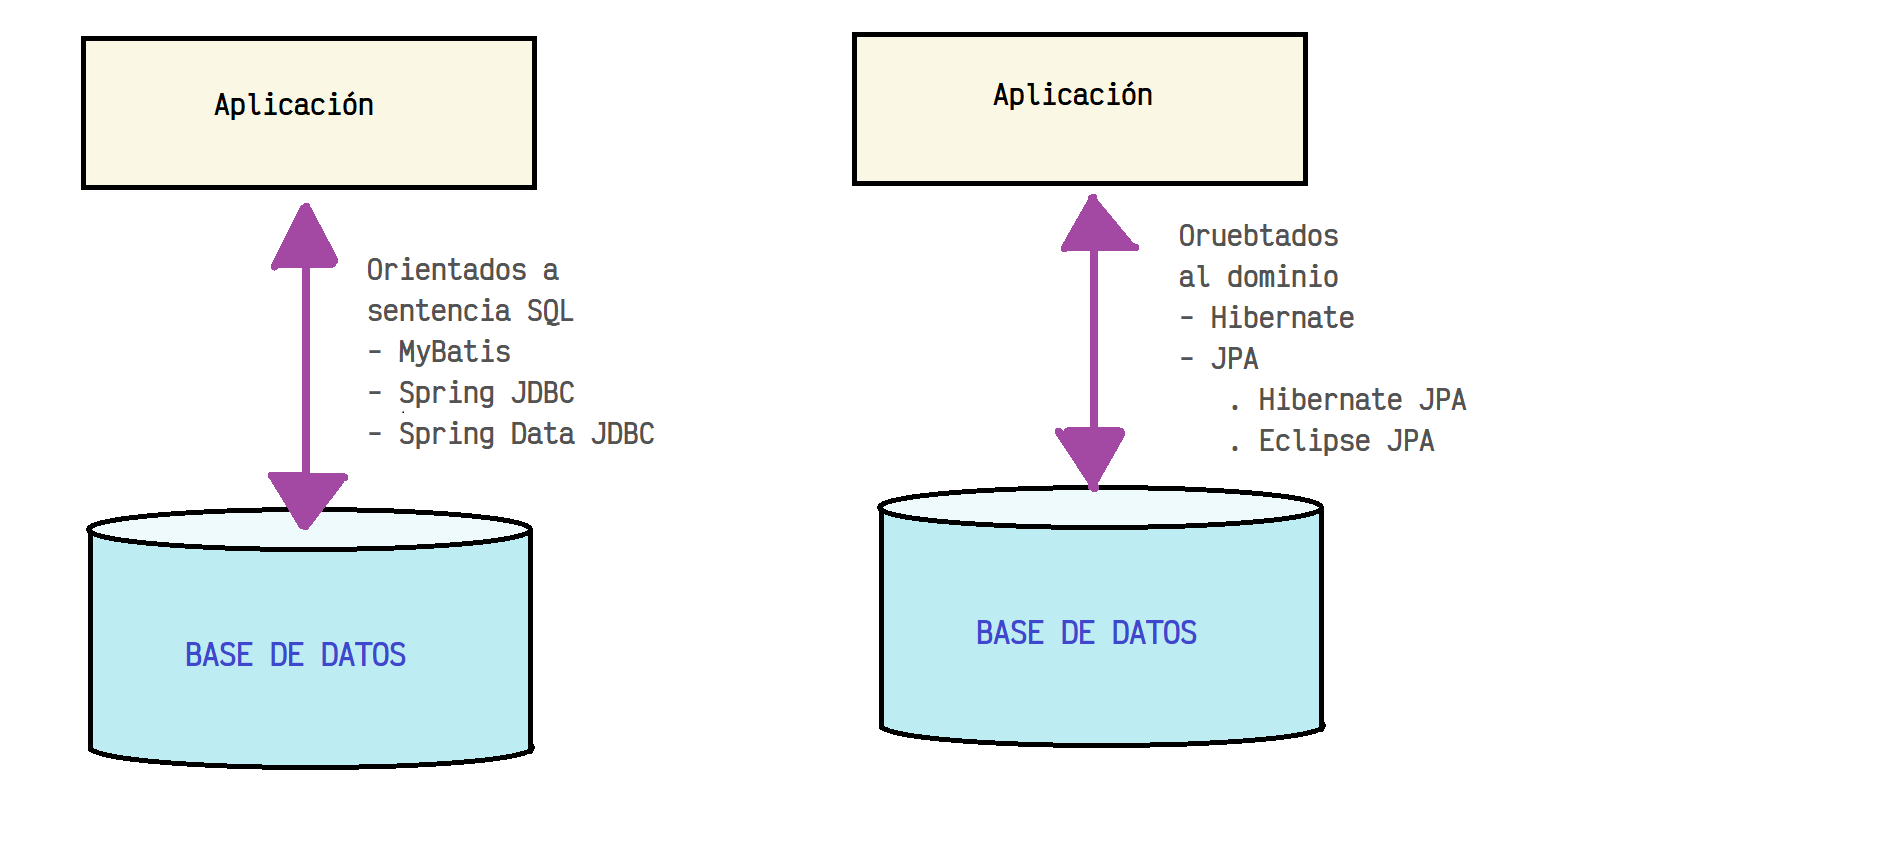 Aplicación
Orientados a
sentencia SQL
- MyBatis
- Spring JDBC
- Spring Data JDBC
BASE DE DATOS
Aplicación
Oruebtados
al dominio
- Hibernate
- JPA
. Hibernate JPA
. Eclipse JPA
BASE DE DATOS